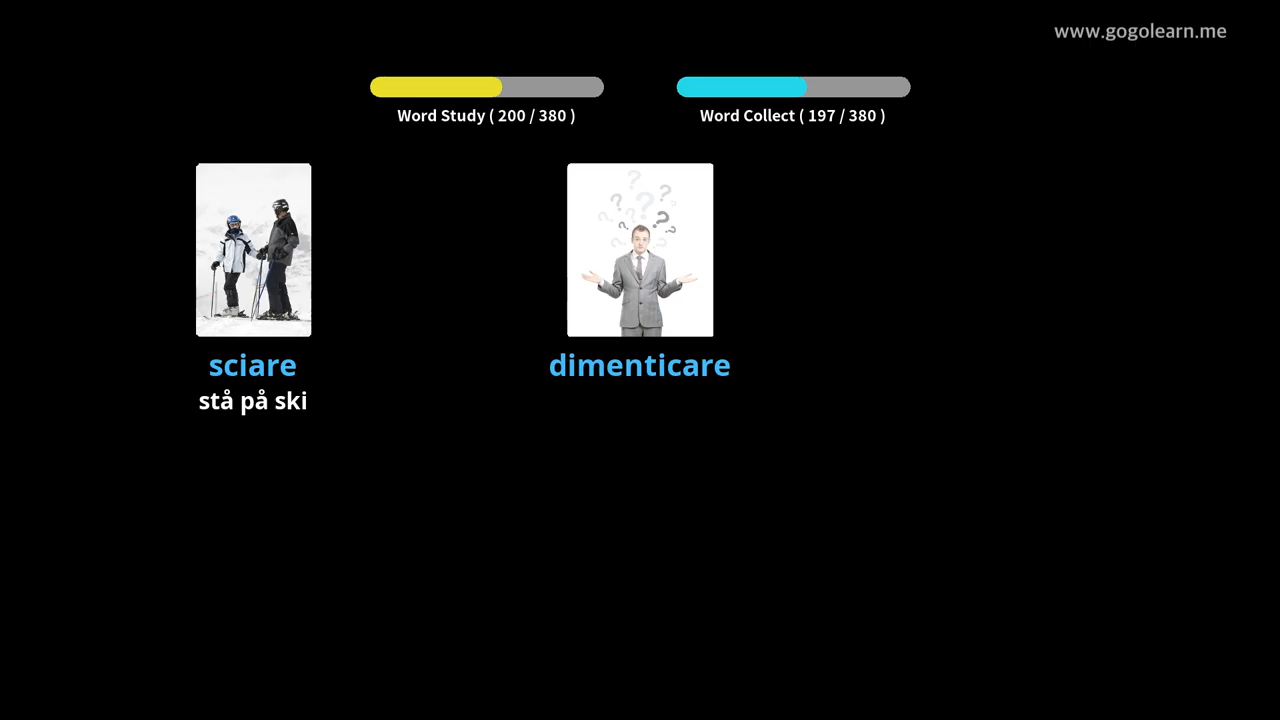 www.gogolearn.me
Word Study ( 200 / 380 )
Word Collect ( 197 / 380 )
sciare
stå på ski
dimenticare